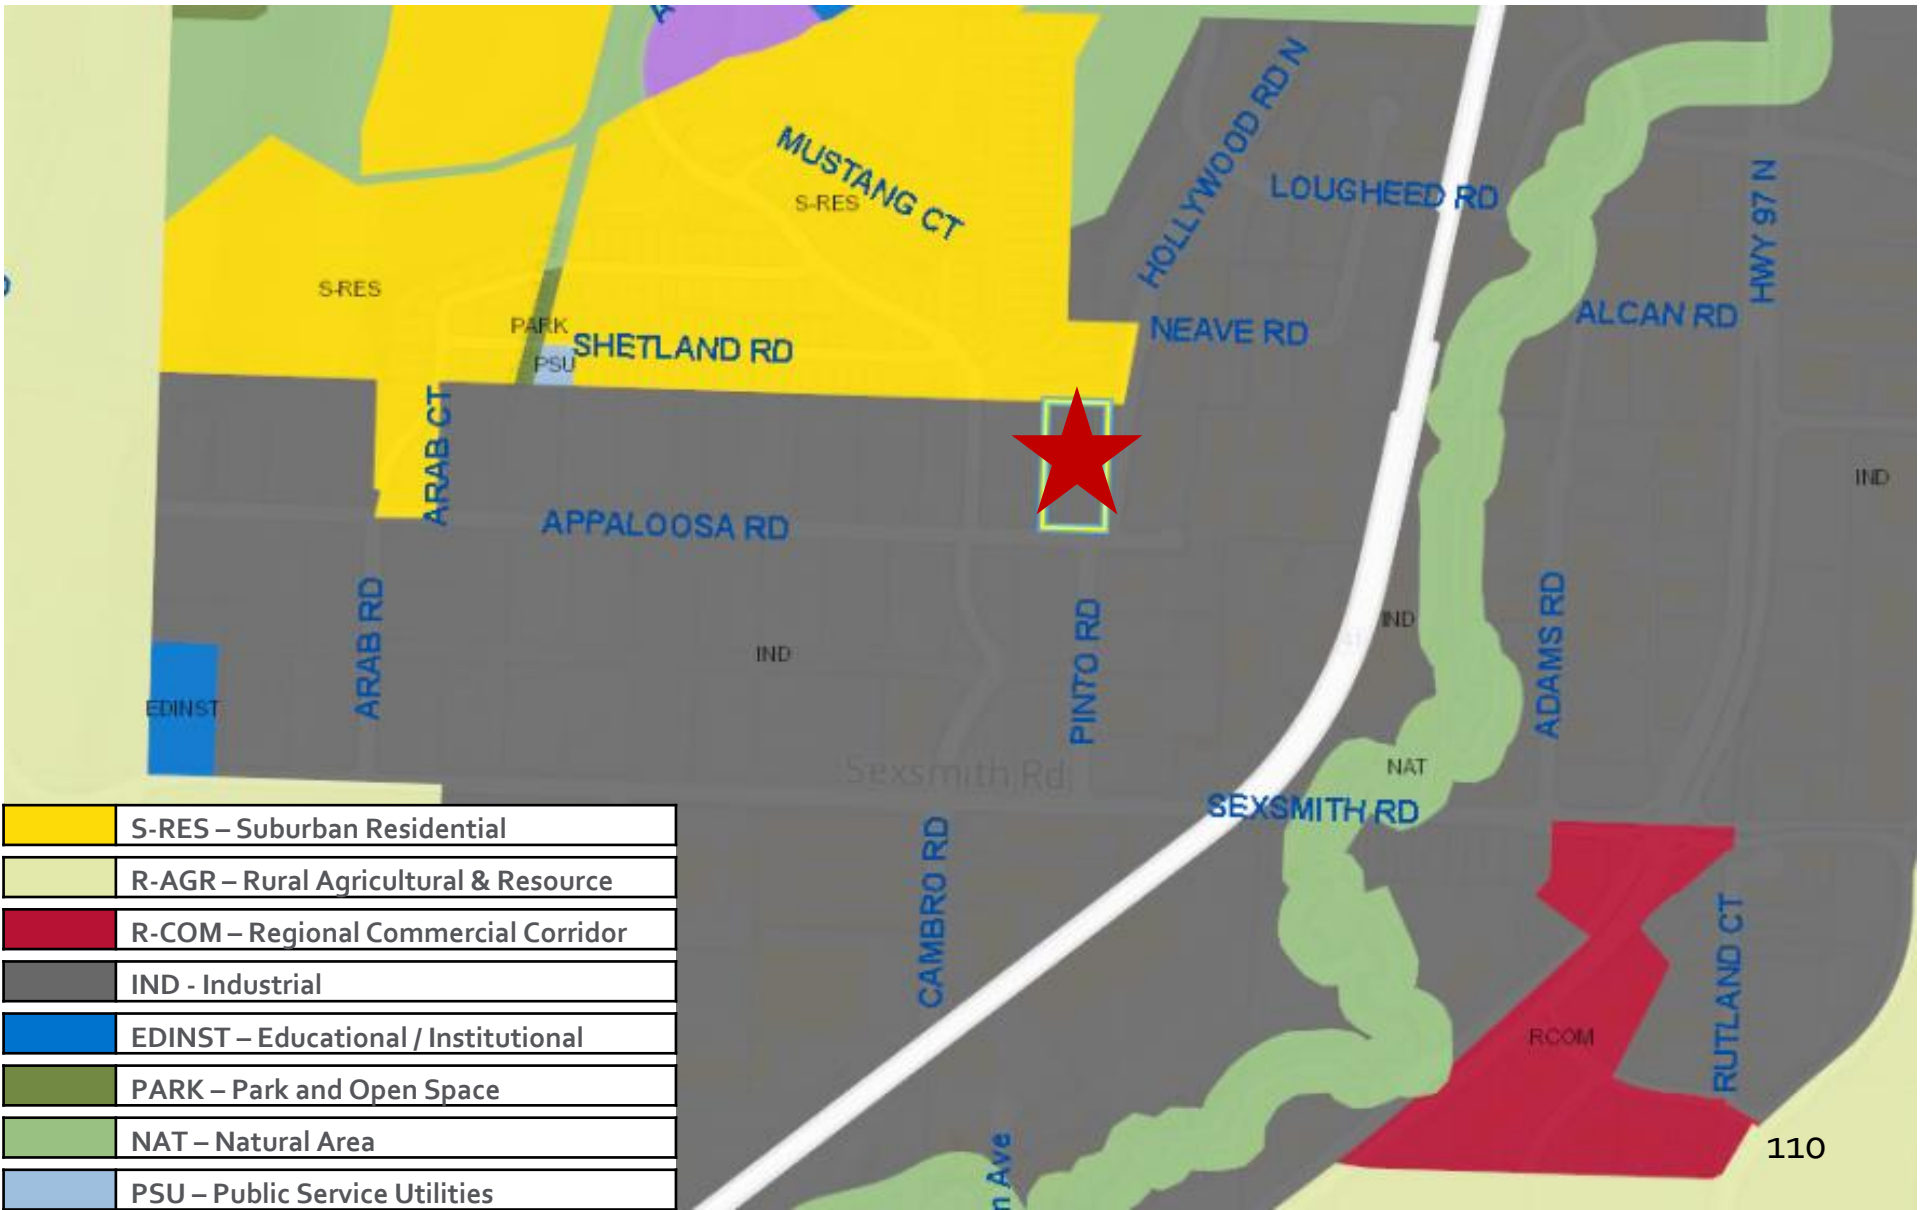 MUSTANG CT
S-RES
HOLLYWOOD RD N
LOUGHEED RD
HWY 97 N
S-RES
PARK
SHETLAND RD
PSU
NEAVE RD
ALCAN RD
ARAB CT
APPALOOSA RD
IND
ARAB RD
IND
PINTO RD
IND
ADAMS RD
EDINST
Sexsmith Rd
NAT
SEXSMITH RD
CAMBRO RD
RUTLAND CT
RCOM
Ave
110
S-RES – Suburban Residential
R-AGR – Rural Agricultural & Resource
R-COM – Regional Commercial Corridor
IND - Industrial
EDINST – Educational / Institutional
PARK – Park and Open Space
NAT – Natural Area
PSU – Public Service Utilities